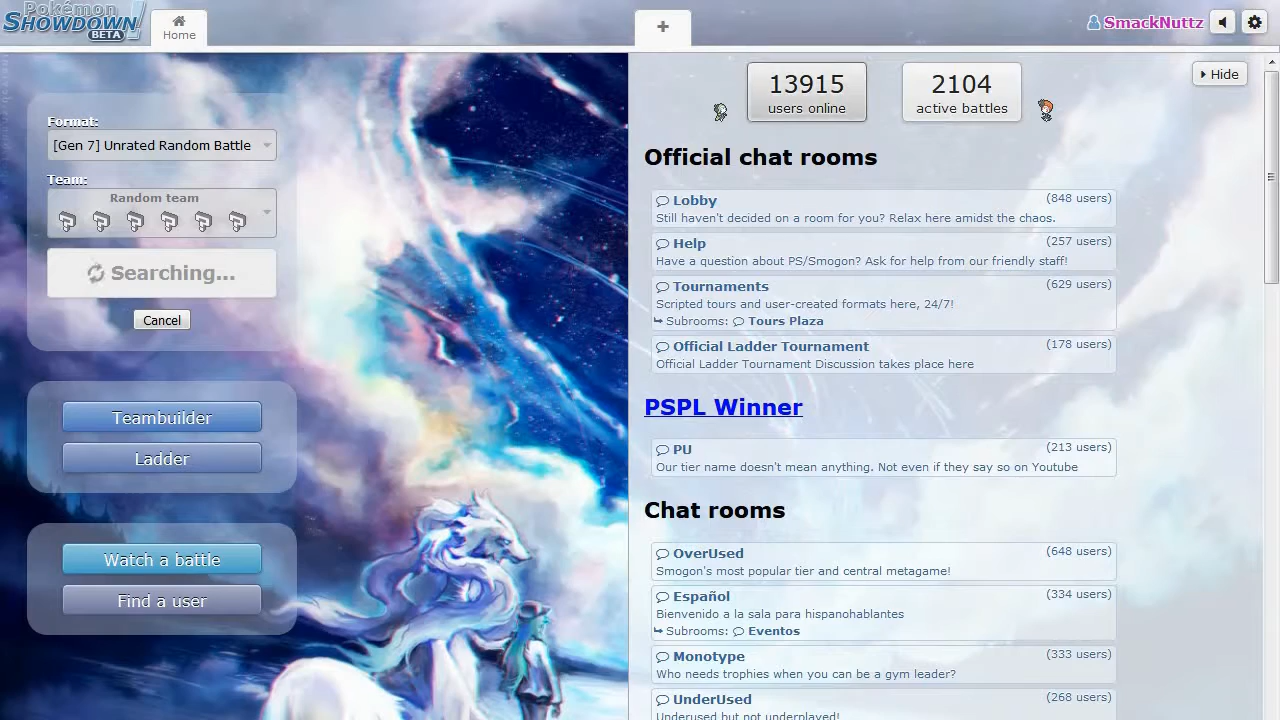 Pokémon
SHOWDOWN!
BETA
Home
+
SmackNuttz
Format:
[Gen 7] Unrated Random Battle
Team:
Random team
Searching...
Cancel
Teambuilder
Ladder
Watch a battle
Find a user
13915
users online
2104
active battles
Hide
Official chat rooms
Lobby (848 users)
Still haven't decided on a room for you? Relax here amidst the chaos.
Help (257 users)
Have a question about PS/Smogon? Ask for help from our friendly staff!
Tournaments (629 users)
Scripted tours and user-created formats here, 24/7!
Subrooms: Tours Plaza
Official Ladder Tournament (178 users)
Official Ladder Tournament Discussion takes place here
PSPL Winner
PU (213 users)
Our tier name doesn't mean anything. Not even if they say so on Youtube
Chat rooms
OverUsed (648 users)
Smogon's most popular tier and central metagame!
Español (334 users)
Bienvenido a la sala para hispanohablantes
Subrooms: Eventos
Monotype (333 users)
Who needs trophies when you can be a gym leader?
UnderUsed (268 users)
Underused but not underplayed!